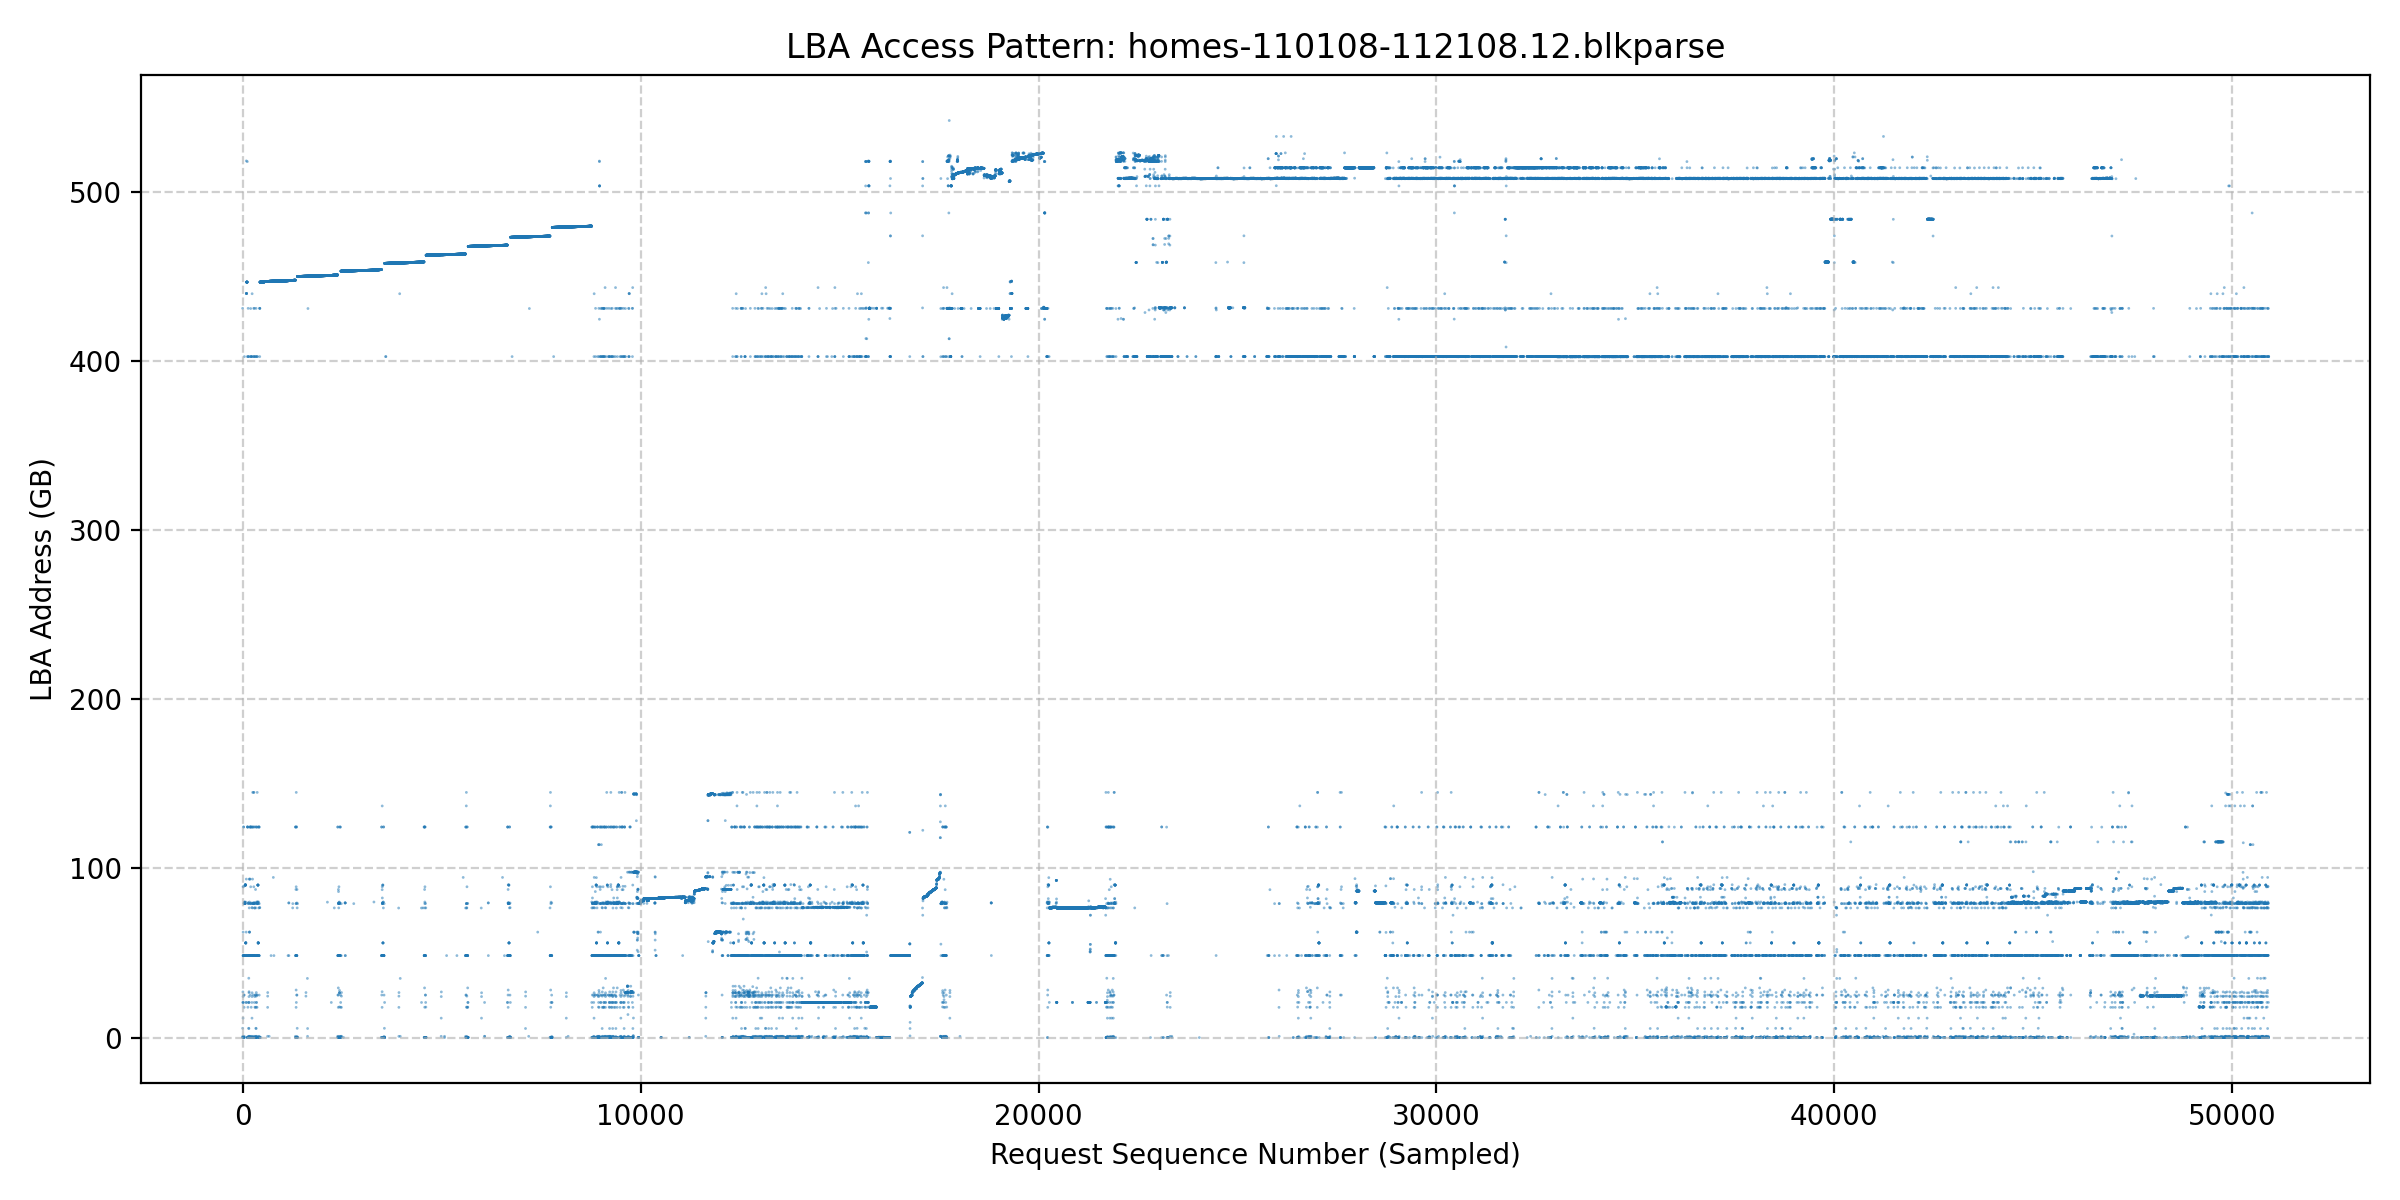 LBA Access Pattern: homes-110108-112108.12.blkparse
LBA Address (GB)
500
400
300
200
100
0
0 10000 20000 30000 40000 50000
Request Sequence Number (Sampled)